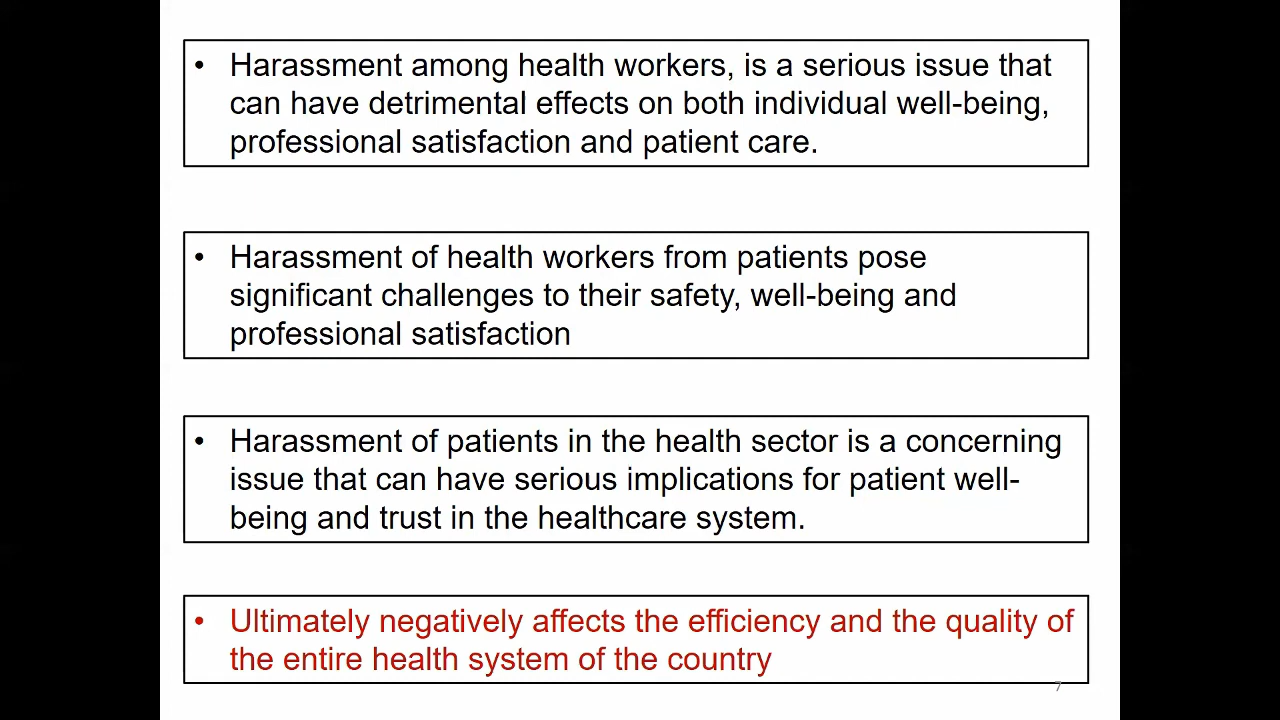 • Harassment among health workers, is a serious issue that
can have detrimental effects on both individual well-being,
professional satisfaction and patient care.
• Harassment of health workers from patients pose
significant challenges to their safety, well-being and
professional satisfaction
• Harassment of patients in the health sector is a concerning
issue that can have serious implications for patient well-
being and trust in the healthcare system.
• Ultimately negatively affects the efficiency and the quality of
the entire health system of the country
7